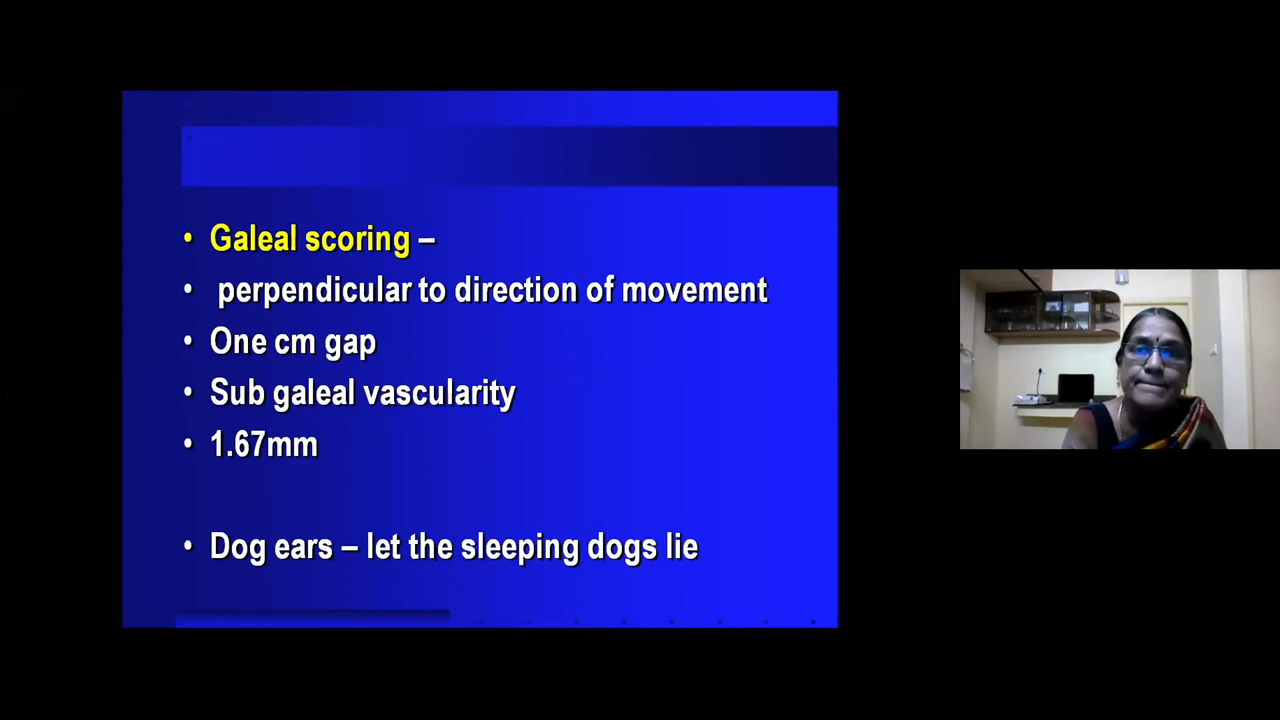 • Galeal scoring –
• perpendicular to direction of movement
• One cm gap
• Sub galeal vascularity
• 1.67mm
• Dog ears – let the sleeping dogs lie